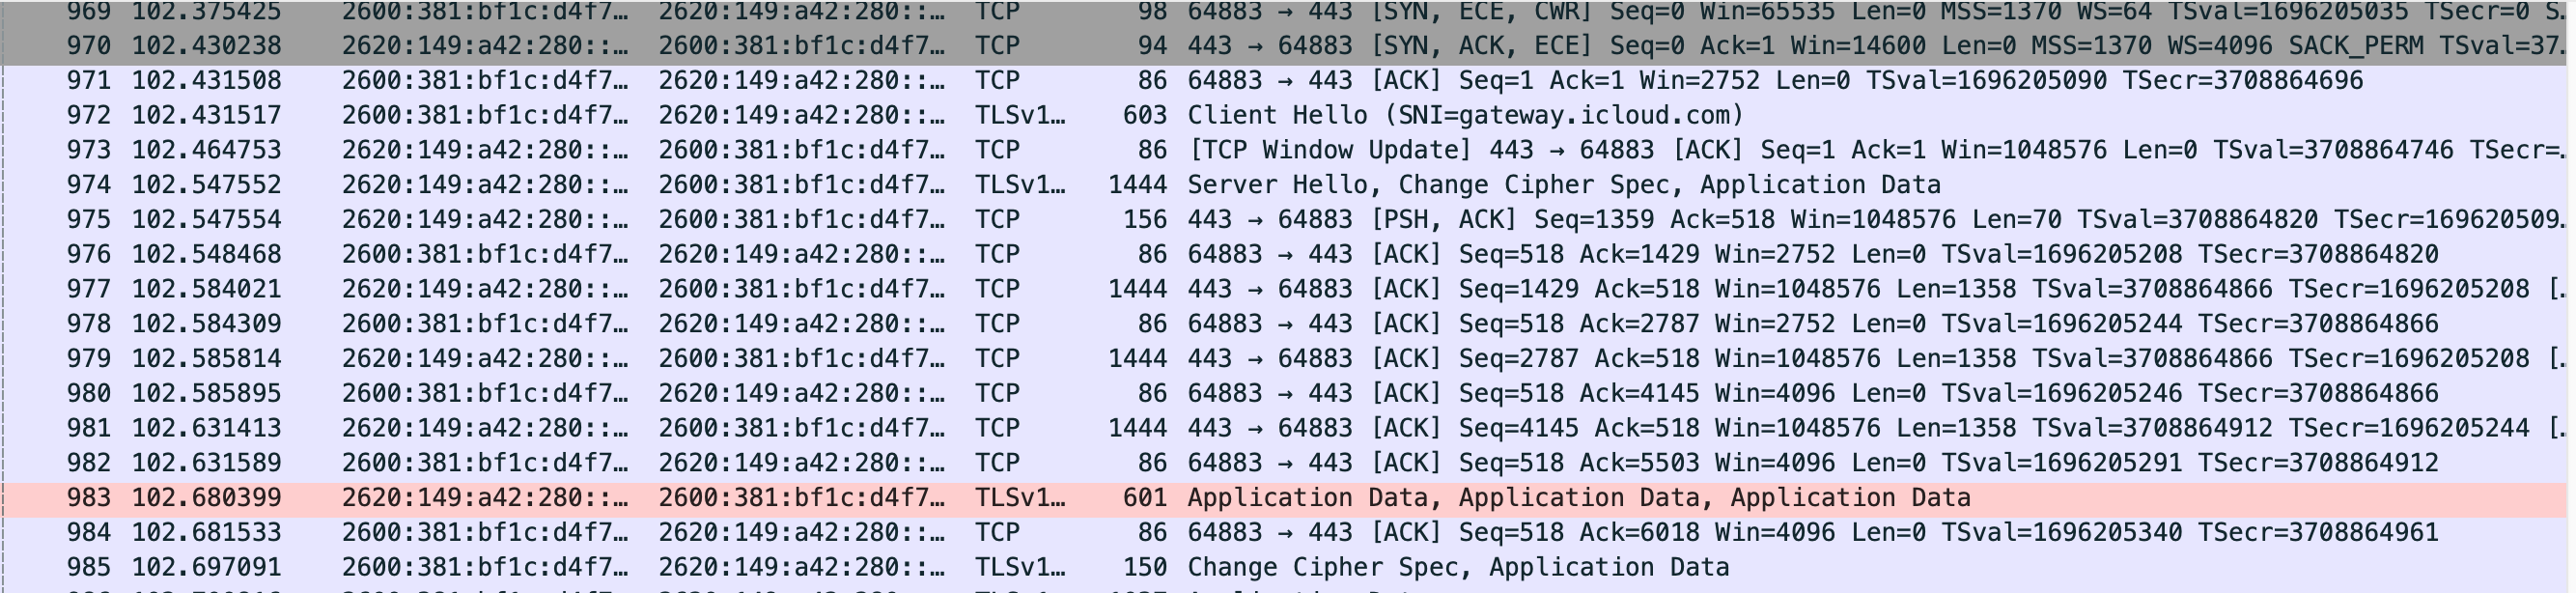 969 102.375425 2600:381:bf1c:d4f7… 2620:149:a42:280::… TCP 98 64883 → 443 [SYN, ECE, CWR] Seq=0 Win=65535 Len=0 MSS=1370 WS=64 TSval=1696205035 TSecr=0 S.
970 102.430238 2620:149:a42:280::… 2600:381:bf1c:d4f7… TCP 94 443 → 64883 [SYN, ACK, ECE] Seq=0 Ack=1 Win=14600 Len=0 MSS=1370 WS=4096 SACK_PERM TSval=37.
971 102.431508 2600:381:bf1c:d4f7… 2620:149:a42:280::… TCP 86 64883 → 443 [ACK] Seq=1 Ack=1 Win=2752 Len=0 TSval=1696205090 TSecr=3708864696
972 102.431517 2600:381:bf1c:d4f7… 2620:149:a42:280::… TLSv1… 603 Client Hello (SNI=gateway.icloud.com)
973 102.464753 2620:149:a42:280::… 2600:381:bf1c:d4f7… TCP 86 [TCP Window Update] 443 → 64883 [ACK] Seq=1 Ack=1 Win=1048576 Len=0 TSval=3708864746 TSecr=.
974 102.547552 2620:149:a42:280::… 2600:381:bf1c:d4f7… TLSv1… 1444 Server Hello, Change Cipher Spec, Application Data
975 102.547554 2620:149:a42:280::… 2600:381:bf1c:d4f7… TCP 156 443 → 64883 [PSH, ACK] Seq=1359 Ack=518 Win=1048576 Len=70 TSval=3708864820 TSecr=169620509.
976 102.548468 2600:381:bf1c:d4f7… 2620:149:a42:280::… TCP 86 64883 → 443 [ACK] Seq=518 Ack=1429 Win=2752 Len=0 TSval=1696205208 TSecr=3708864820
977 102.584021 2620:149:a42:280::… 2600:381:bf1c:d4f7… TCP 1444 443 → 64883 [ACK] Seq=1429 Ack=518 Win=1048576 Len=1358 TSval=3708864866 TSecr=1696205208 [.
978 102.584309 2600:381:bf1c:d4f7… 2620:149:a42:280::… TCP 86 64883 → 443 [ACK] Seq=518 Ack=2787 Win=2752 Len=0 TSval=1696205244 TSecr=3708864866
979 102.585814 2620:149:a42:280::… 2600:381:bf1c:d4f7… TCP 1444 443 → 64883 [ACK] Seq=2787 Ack=518 Win=1048576 Len=1358 TSval=3708864866 TSecr=1696205208 [.
980 102.585895 2600:381:bf1c:d4f7… 2620:149:a42:280::… TCP 86 64883 → 443 [ACK] Seq=518 Ack=4145 Win=4096 Len=0 TSval=1696205246 TSecr=3708864866
981 102.631413 2620:149:a42:280::… 2600:381:bf1c:d4f7… TCP 1444 443 → 64883 [ACK] Seq=4145 Ack=518 Win=1048576 Len=1358 TSval=3708864912 TSecr=1696205244 [.
982 102.631589 2600:381:bf1c:d4f7… 2620:149:a42:280::… TCP 86 64883 → 443 [ACK] Seq=518 Ack=5503 Win=4096 Len=0 TSval=1696205291 TSecr=3708864912
983 102.680399 2620:149:a42:280::… 2600:381:bf1c:d4f7… TLSv1… 601 Application Data, Application Data, Application Data
984 102.681533 2600:381:bf1c:d4f7… 2620:149:a42:280::… TCP 86 64883 → 443 [ACK] Seq=518 Ack=6018 Win=4096 Len=0 TSval=1696205340 TSecr=3708864961
985 102.697091 2600:381:bf1c:d4f7… 2620:149:a42:280::… TLSv1… 150 Change Cipher Spec, Application Data